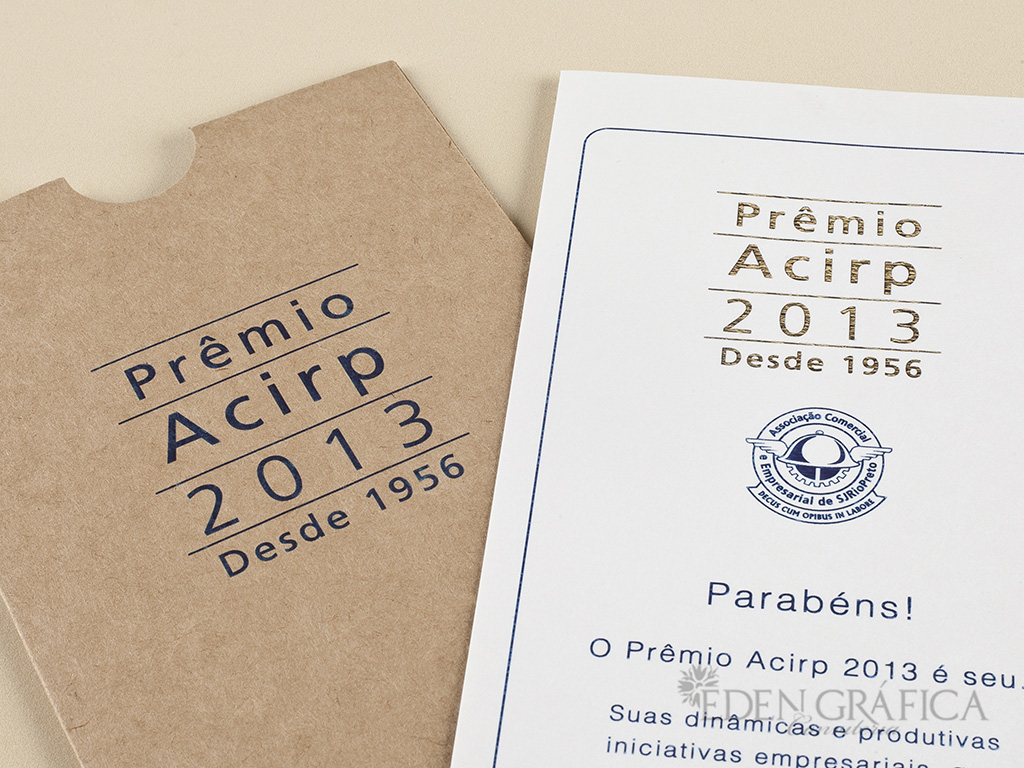 Prêmio
Acirp
2013
Desde 1956
Prêmio
Acirp
2013
Desde 1956
Associação Comercial
e Empresarial de SJRioPreto
DECUS CUM OPIBUS IN LABORE
Parabéns!
O Prêmio Acirp 2013 é seu.
EDEN GRÁFICA
Suas dinâmicas e produtivas
iniciativas empresariais